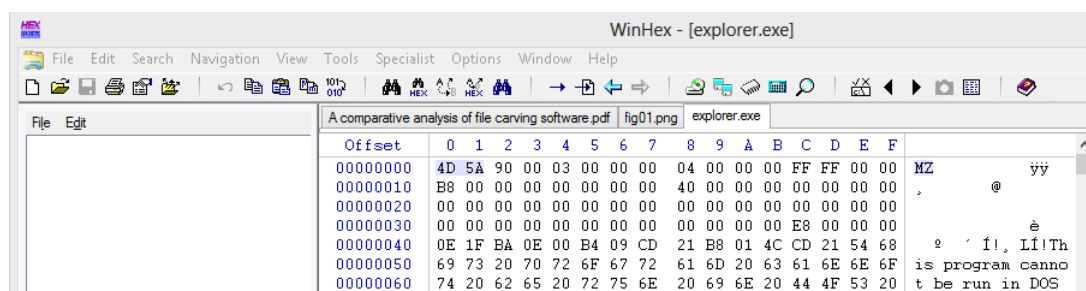 WinHex - [explorer.exe]
File Edit Search Navigation View Tools Specialist Options Window Help
File Edit
A comparative analysis of file carving software.pdf fig01.png explorer.exe
Offset 0 1 2 3 4 5 6 7 8 9 A B C D E F
00000000 4D 5A 90 00 03 00 00 00 04 00 00 00 FF FF 00 00 MZ ÿÿ
00000010 B8 00 00 00 00 00 00 00 40 00 00 00 00 00 00 00 ¸ @
00000020 00 00 00 00 00 00 00 00 00 00 00 00 00 00 00 00
00000030 00 00 00 00 00 00 00 00 00 00 00 00 E8 00 00 00 è
00000040 0E 1F BA 0E 00 B4 09 CD 21 B8 01 4C CD 21 54 68 º ´ Í!¸ LÍ!Th
00000050 69 73 20 70 72 6F 67 72 61 6D 20 63 61 6E 6E 6F is program canno
00000060 74 20 62 65 20 72 75 6E 20 69 6E 20 44 4F 53 20 t be run in DOS